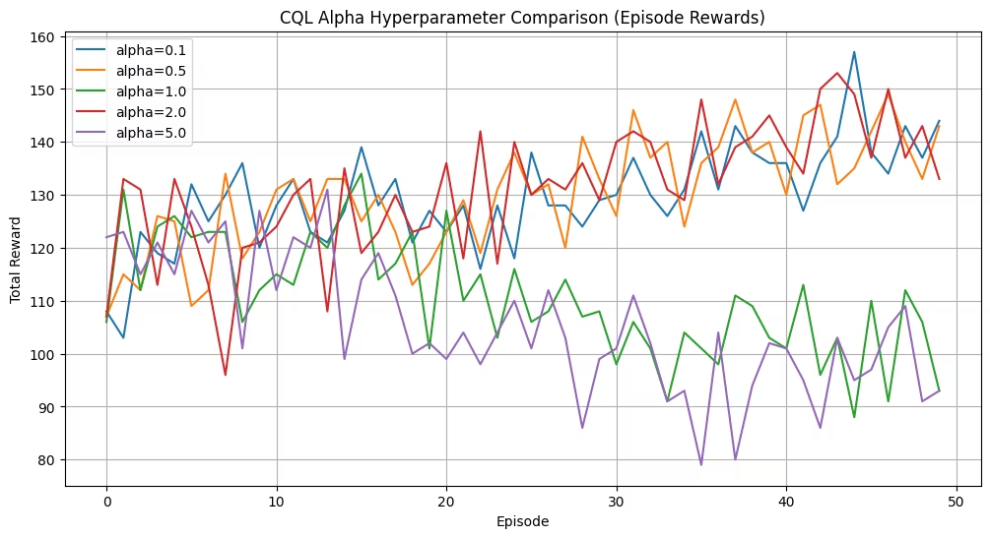 CQL Alpha Hyperparameter Comparison (Episode Rewards)
160
150
140
130
120
110
100
90
80
Total Reward
alpha=0.1
alpha=0.5
alpha=1.0
alpha=2.0
alpha=5.0
0 10 20 30 40 50
Episode